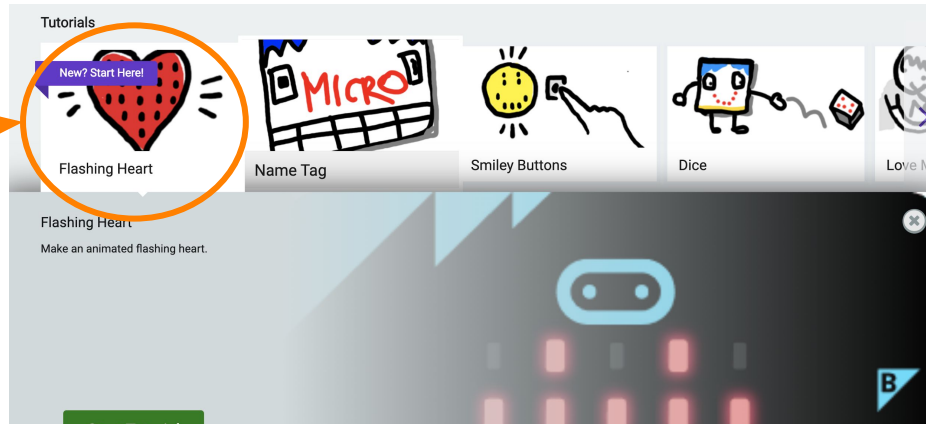 Tutorials
New? Start Here!
MICRO
Flashing Heart
Name Tag
Smiley Buttons
Dice
Love
Flashing Heart
Make an animated flashing heart.
B